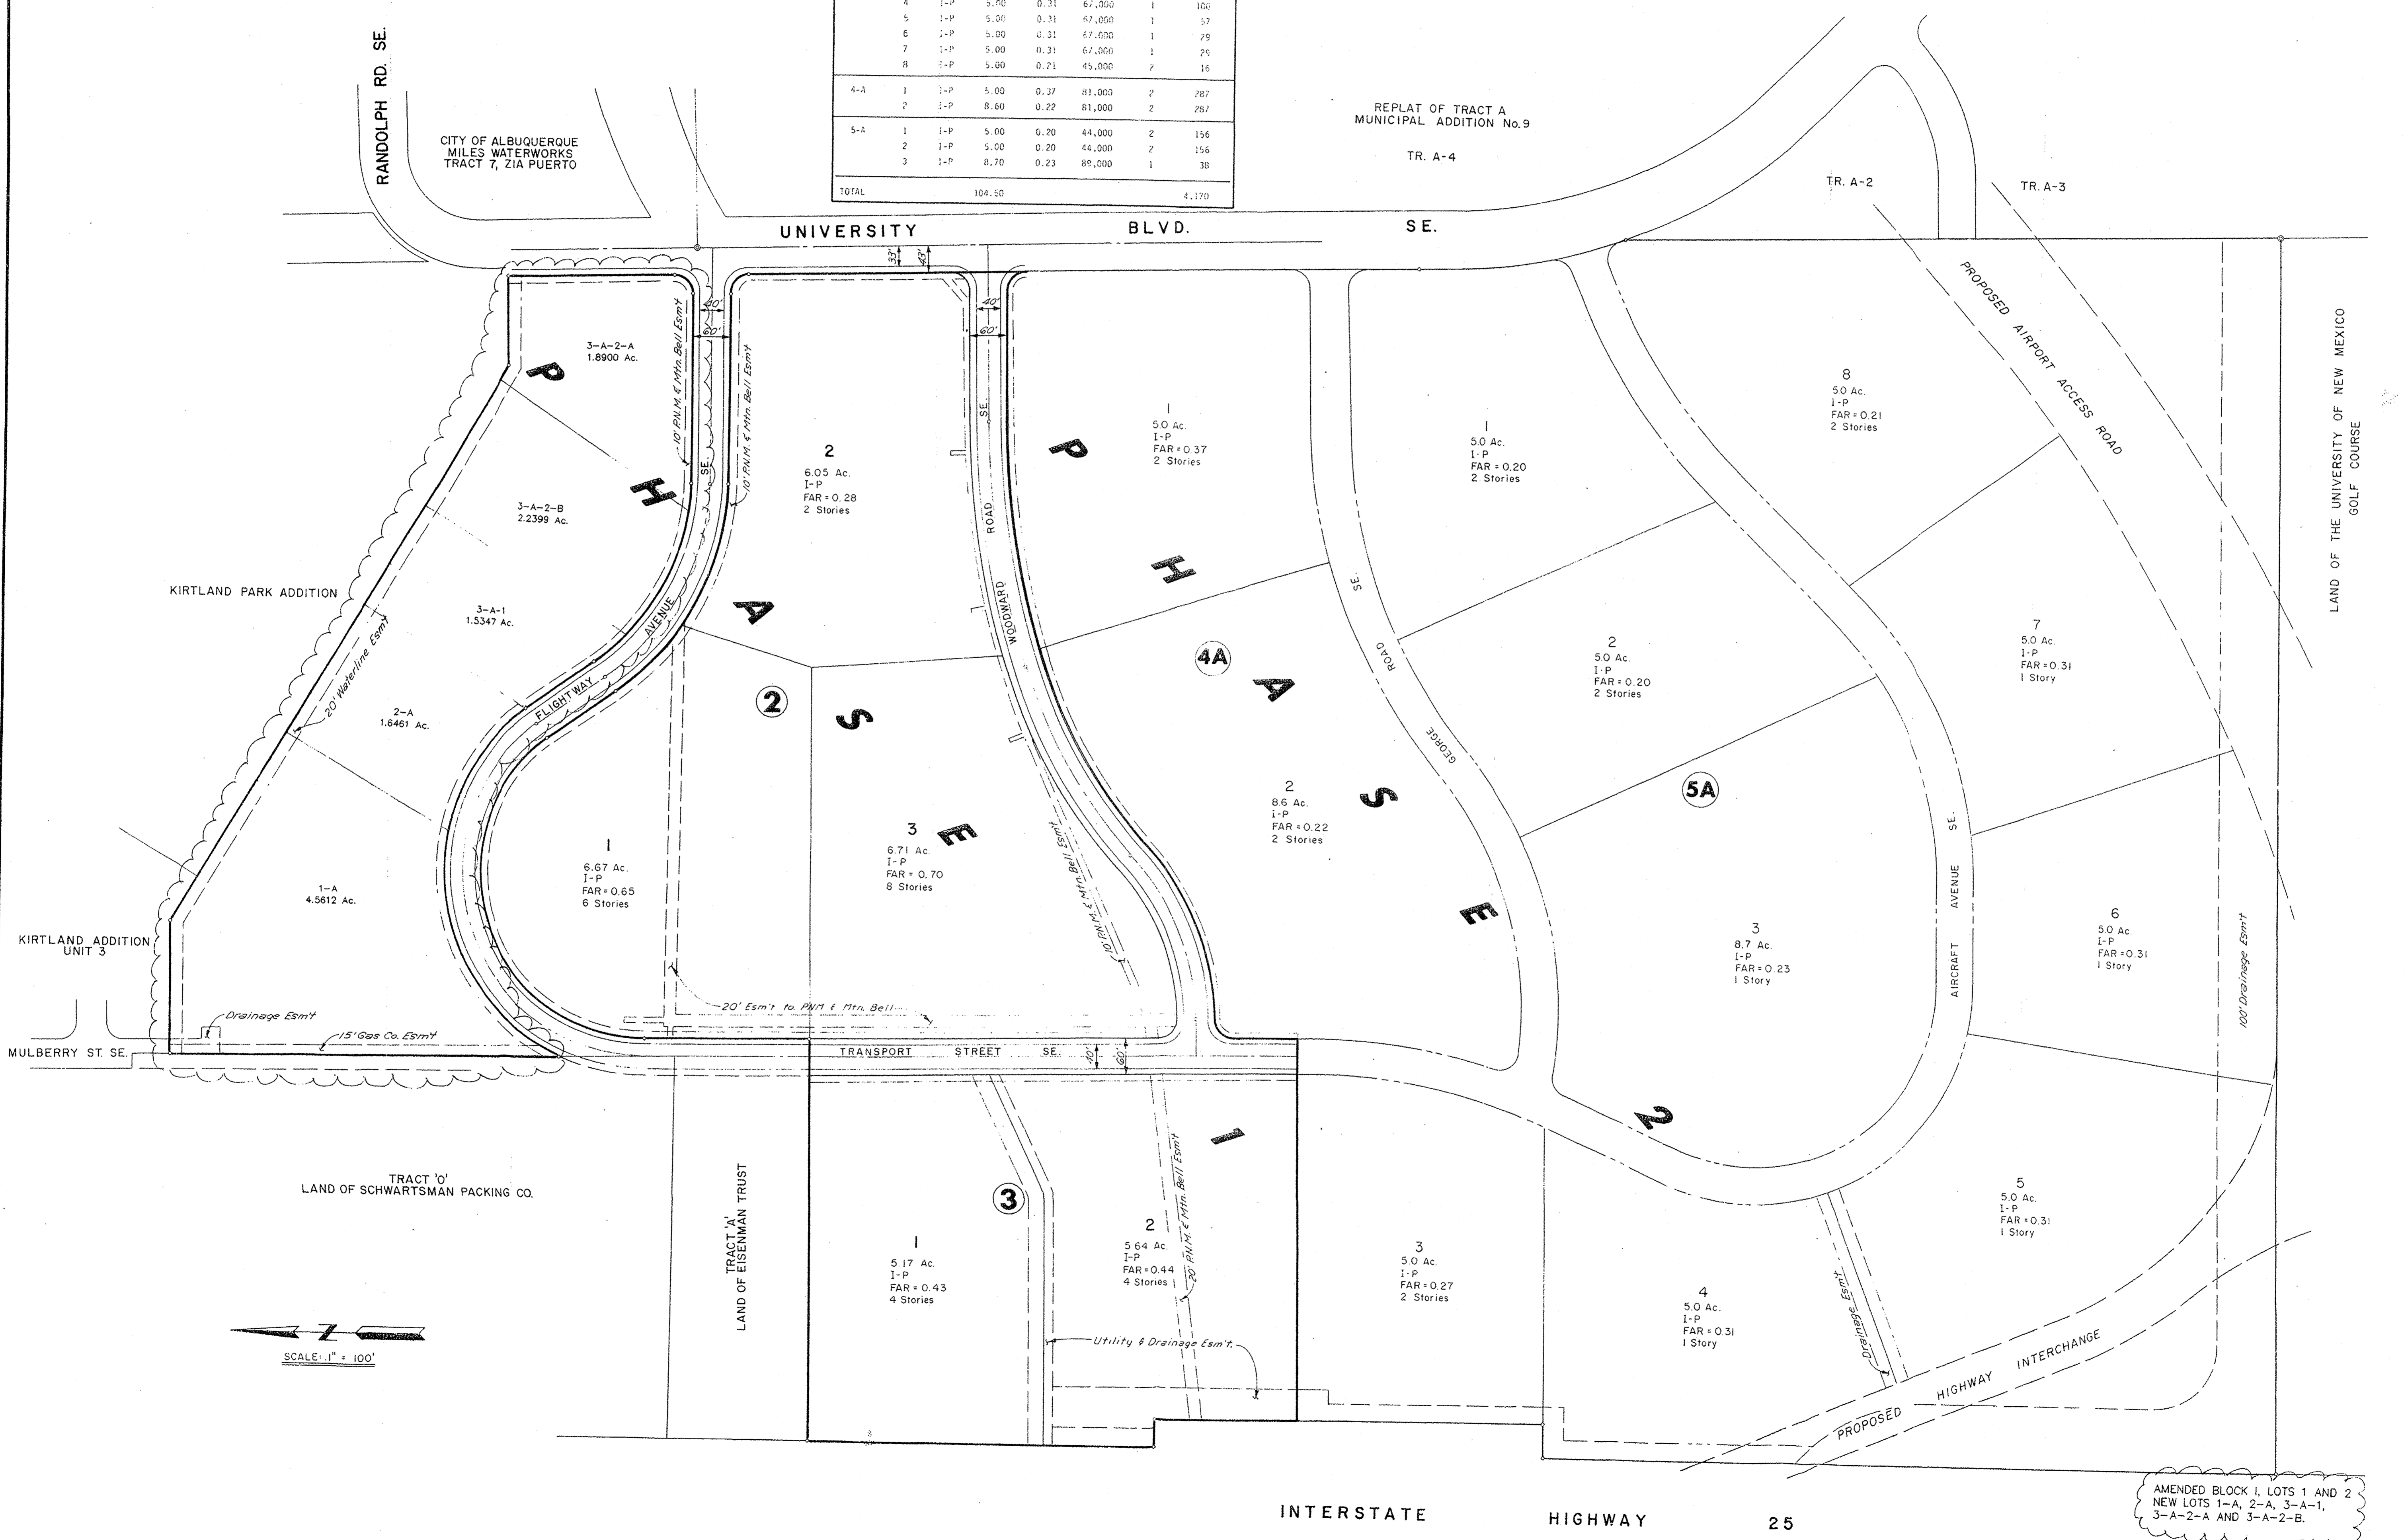 4 I-P 5.00 0.31 67,000 1 100
5 I-P 5.00 0.31 67,000 1 57
6 I-P 5.00 0.31 67,000 1 79
7 I-P 5.00 0.31 67,000 1 29
8 I-P 5.00 0.21 45,000 2 16
4-A 1 I-P 5.00 0.37 81,000 2 287
2 I-P 8.60 0.22 81,000 2 287
5-A 1 I-P 5.00 0.20 44,000 2 156
2 I-P 5.00 0.20 44,000 2 156
3 I-P 8.70 0.23 89,000 1 38
TOTAL 104.50 4,170
RANDOLPH RD. SE.
CITY OF ALBUQUERQUE
MILES WATERWORKS
TRACT 7, ZIA PUERTO
REPLAT OF TRACT A
MUNICIPAL ADDITION No.9
TR. A-4
TR. A-2
TR. A-3
UNIVERSITY BLVD. SE.
33'
43'
40'
60'
40'
60'
PROPOSED AIRPORT ACCESS ROAD
LAND OF THE UNIVERSITY OF NEW MEXICO
GOLF COURSE
3-A-2-A
1.8900 Ac.
10' P.N.M. & Mtn. Bell Esm't
10' P.N.M. & Mtn. Bell Esm't
SE.
3-A-2-B
2.2399 Ac.
3-A-1
1.5347 Ac.
2-A
1.6461 Ac.
1-A
4.5612 Ac.
KIRTLAND PARK ADDITION
20' Waterline Esm't
KIRTLAND ADDITION
UNIT 3
FLIGHTWAY AVENUE
PHASE 1
2
6.05 Ac.
I-P
FAR = 0.28
2 Stories
2
1
6.67 Ac.
I-P
FAR = 0.65
6 Stories
3
6.71 Ac.
I-P
FAR = 0.70
8 Stories
WOODWARD ROAD SE.
10' P.N.M. & Mtn. Bell Esm't
20' Esm't to PNM & Mtn. Bell
PHASE 2
1
5.0 Ac.
I-P
FAR = 0.37
2 Stories
4A
2
8.6 Ac.
I-P
FAR = 0.22
2 Stories
GEORGE ROAD SE.
1
5.0 Ac.
I-P
FAR = 0.20
2 Stories
2
5.0 Ac.
I-P
FAR = 0.20
2 Stories
5A
3
8.7 Ac.
I-P
FAR = 0.23
1 Story
AIRCRAFT AVENUE SE.
8
5.0 Ac.
I-P
FAR = 0.21
2 Stories
7
5.0 Ac.
I-P
FAR = 0.31
1 Story
6
5.0 Ac.
I-P
FAR = 0.31
1 Story
100' Drainage Esm't
5
5.0 Ac.
I-P
FAR = 0.31
1 Story
Drainage Esm't
15' Gas Co. Esm't
MULBERRY ST. SE.
TRANSPORT STREET SE.
40'
60'
TRACT 'O'
LAND OF SCHWARTSMAN PACKING CO.
TRACT 'A'
LAND OF EISENMAN TRUST
3
1
5.17 Ac.
I-P
FAR = 0.43
4 Stories
2
5.64 Ac.
I-P
FAR = 0.44
4 Stories
20' P.N.M. & Mtn. Bell Esm't
3
5.0 Ac.
I-P
FAR = 0.27
2 Stories
4
5.0 Ac.
I-P
FAR = 0.31
1 Story
Drainage Esm't
Utility & Drainage Esm't.
PROPOSED HIGHWAY INTERCHANGE
N
SCALE: 1" = 100'
INTERSTATE HIGHWAY 25
AMENDED BLOCK 1, LOTS 1 AND 2
NEW LOTS 1-A, 2-A, 3-A-1,
3-A-2-A AND 3-A-2-B.